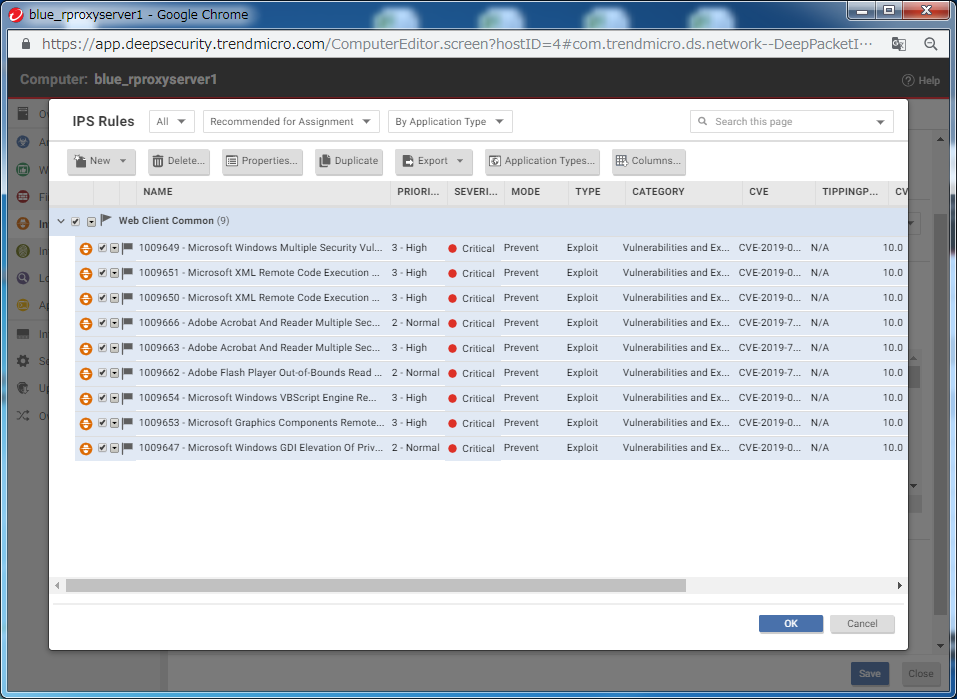 blue_rproxyserver1 - Google Chrome
https://app.deepsecurity.trendmicro.com/ComputerEditor.screen?hostID=4#com.trendmicro.ds.network--DeepPacketI...
Computer: blue_rproxyserver1
Help
IPS Rules
All
Recommended for Assignment
By Application Type
Search this page
New
Delete...
Properties...
Duplicate
Export
Application Types...
Columns...
NAME PRIORI... SEVERI... MODE TYPE CATEGORY CVE TIPPINGP... CV
Web Client Common (9)
1009649 - Microsoft Windows Multiple Security Vul... 3 - High Critical Prevent Exploit Vulnerabilities and Ex... CVE-2019-0... N/A 10.0
1009651 - Microsoft XML Remote Code Execution ... 3 - High Critical Prevent Exploit Vulnerabilities and Ex... CVE-2019-0... N/A 10.0
1009650 - Microsoft XML Remote Code Execution ... 3 - High Critical Prevent Exploit Vulnerabilities and Ex... CVE-2019-0... N/A 10.0
1009666 - Adobe Acrobat And Reader Multiple Sec... 2 - Normal Critical Prevent Exploit Vulnerabilities and Ex... CVE-2019-7... N/A 10.0
1009663 - Adobe Acrobat And Reader Multiple Sec... 3 - High Critical Prevent Exploit Vulnerabilities and Ex... CVE-2019-7... N/A 10.0
1009662 - Adobe Flash Player Out-of-Bounds Read ... 2 - Normal Critical Prevent Exploit Vulnerabilities and Ex... CVE-2019-7... N/A 10.0
1009654 - Microsoft Windows VBScript Engine Re... 3 - High Critical Prevent Exploit Vulnerabilities and Ex... CVE-2019-0... N/A 10.0
1009653 - Microsoft Graphics Components Remote... 3 - High Critical Prevent Exploit Vulnerabilities and Ex... CVE-2019-0... N/A 10.0
1009647 - Microsoft Windows GDI Elevation Of Priv... 2 - Normal Critical Prevent Exploit Vulnerabilities and Ex... CVE-2019-0... N/A 10.0
OK
Cancel
Save
Close